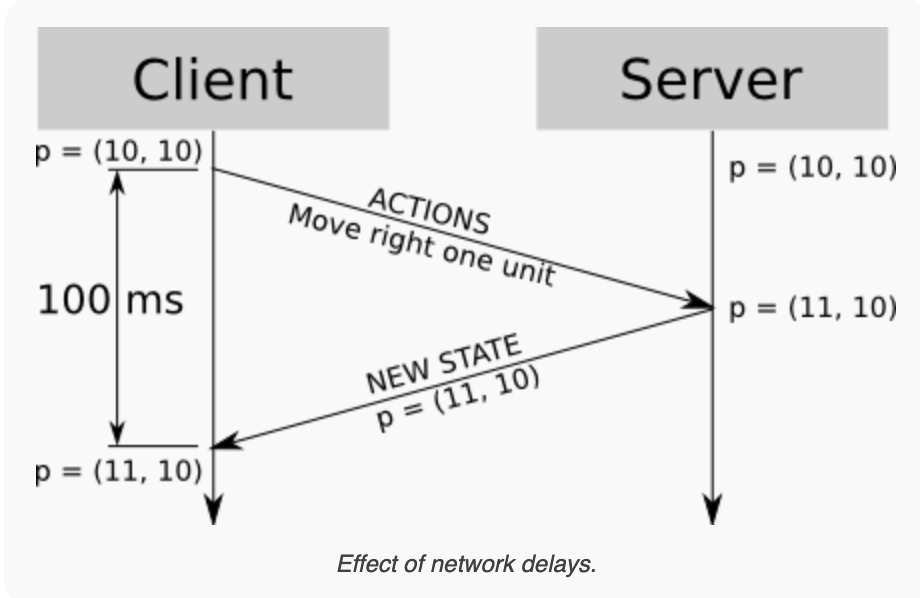 Client
Server
p = (10, 10)
p = (10, 10)
ACTIONS
Move right one unit
100 ms
p = (11, 10)
NEW STATE
p = (11, 10)
p = (11, 10)
Effect of network delays.